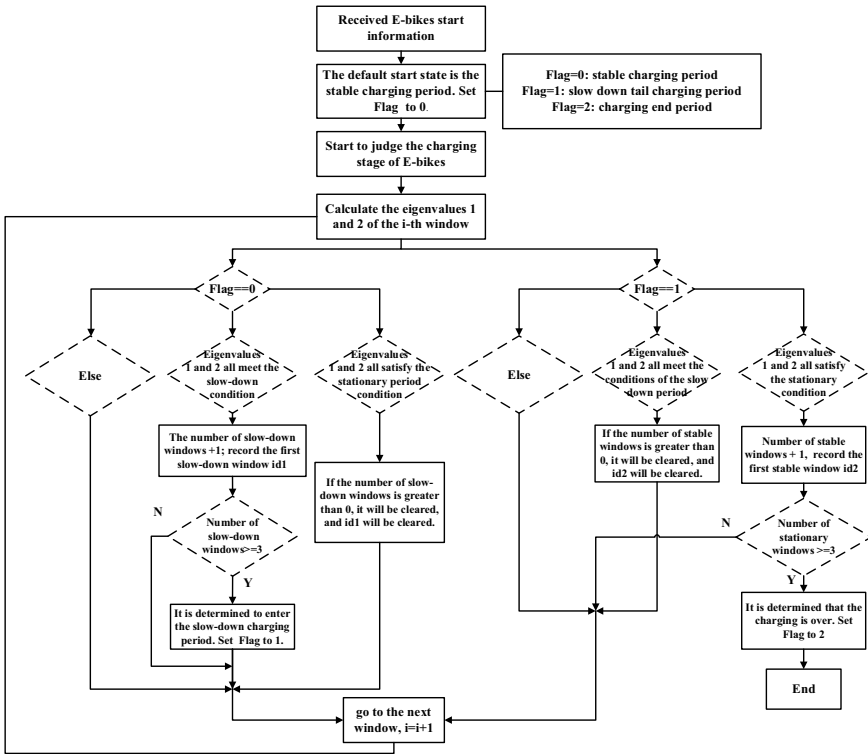 Received E-bikes start
information
The default start state is the
stable charging period. Set
Flag to 0.
Flag=0: stable charging period
Flag=1: slow down tail charging period
Flag=2: charging end period
Start to judge the charging
stage of E-bikes
Calculate the eigenvalues 1
and 2 of the i-th window
Flag==0
Flag==1
Else
Eigenvalues
1 and 2 all meet the
slow-down
condition
Eigenvalues
1 and 2 all satisfy the
stationary period
condition
Else
Eigenvalues
1 and 2 all meet the
conditions of the slow
down period
Eigenvalues
1 and 2 all satisfy
the stationary
condition
The number of slow-down
windows +1; record the first
slow-down window id1
If the number of slow-
down windows is greater
than 0, it will be cleared,
and id1 will be cleared.
If the number of stable
windows is greater than
0, it will be cleared, and
id2 will be cleared.
Number of stable
windows + 1, record the
first stable window id2
N
Number of
slow-down
windows>=3
Y
N
Number of
stationary
windows >=3
Y
It is determined to enter
the slow-down charging
period. Set Flag to 1.
It is determined that the
charging is over. Set
Flag to 2
End
go to the next
window, i=i+1